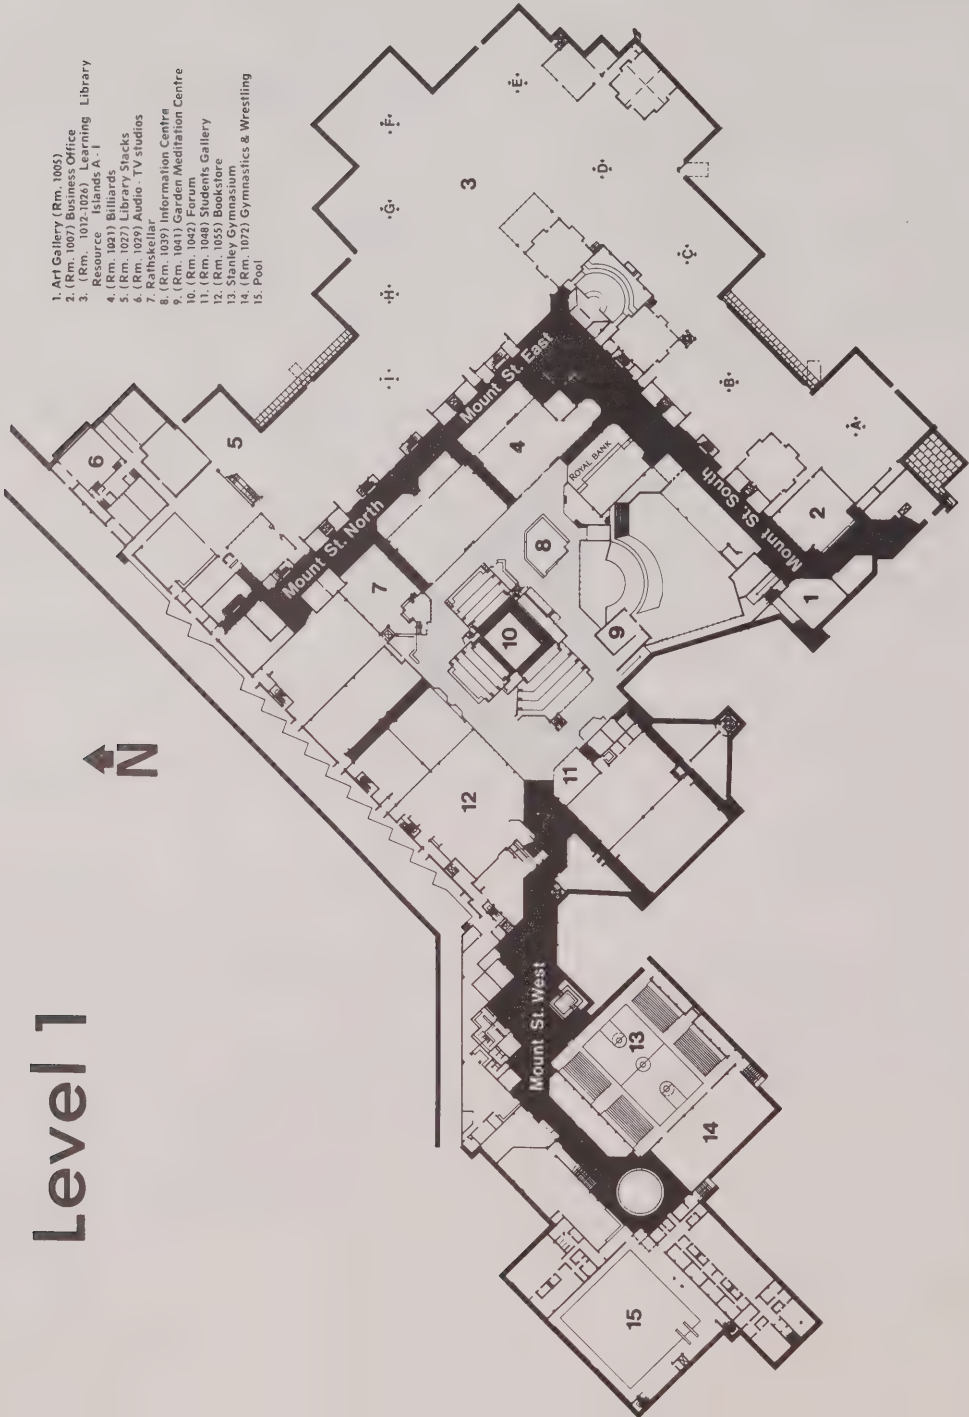 Level 1
N
1. Art Gallery (Rm. 1005)
2. (Rm. 1007) Business Office
3. (Rm. 1012-1026) Learning Library
Resource Islands A - I
4. (Rm. 1021) Billiards
5. (Rm. 1027) Library Stacks
6. (Rm. 1029) Audio - TV studios
7. Rathskellar
8. (Rm. 1039) Information Centre
9. (Rm. 1041) Garden Meditation Centre
10. (Rm. 1042) Forum
11. (Rm. 1048) Students Gallery
12. (Rm. 1055) Bookstore
13. Stanley Gymnasium
14. (Rm. 1072) Gymnastics & Wrestling
15. Pool
6
5
I
H
G
F
E
3
D
C
B
A
Mount St. North
Mount St. East
Mount St. South
Mount St. West
4
ROYAL BANK
7
8
10
9
2
1
12
11
13
14
15